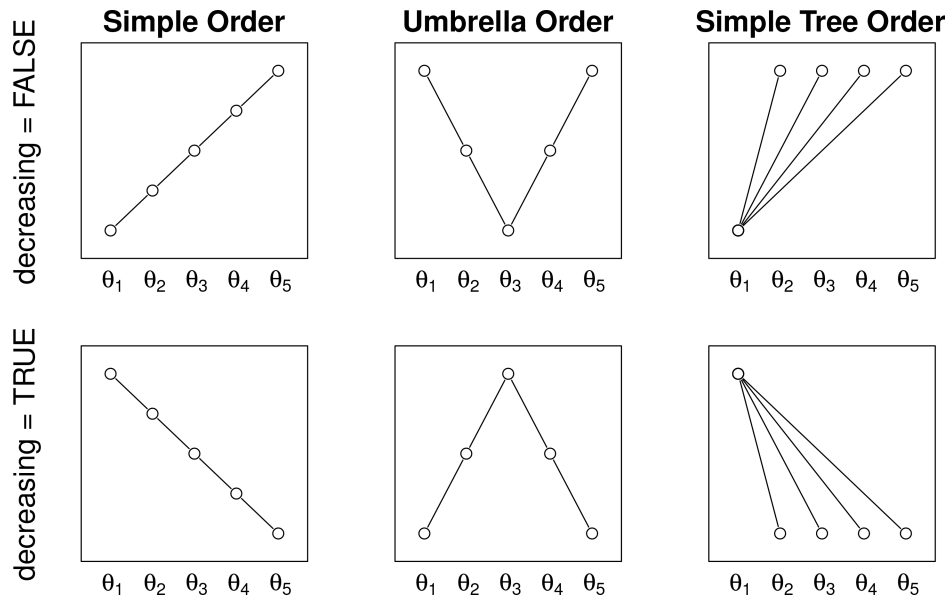 Simple Order
Umbrella Order
Simple Tree Order
decreasing = FALSE
θ₁ θ₂ θ₃ θ₄ θ₅
θ₁ θ₂ θ₃ θ₄ θ₅
θ₁ θ₂ θ₃ θ₄ θ₅
decreasing = TRUE
θ₁ θ₂ θ₃ θ₄ θ₅
θ₁ θ₂ θ₃ θ₄ θ₅
θ₁ θ₂ θ₃ θ₄ θ₅